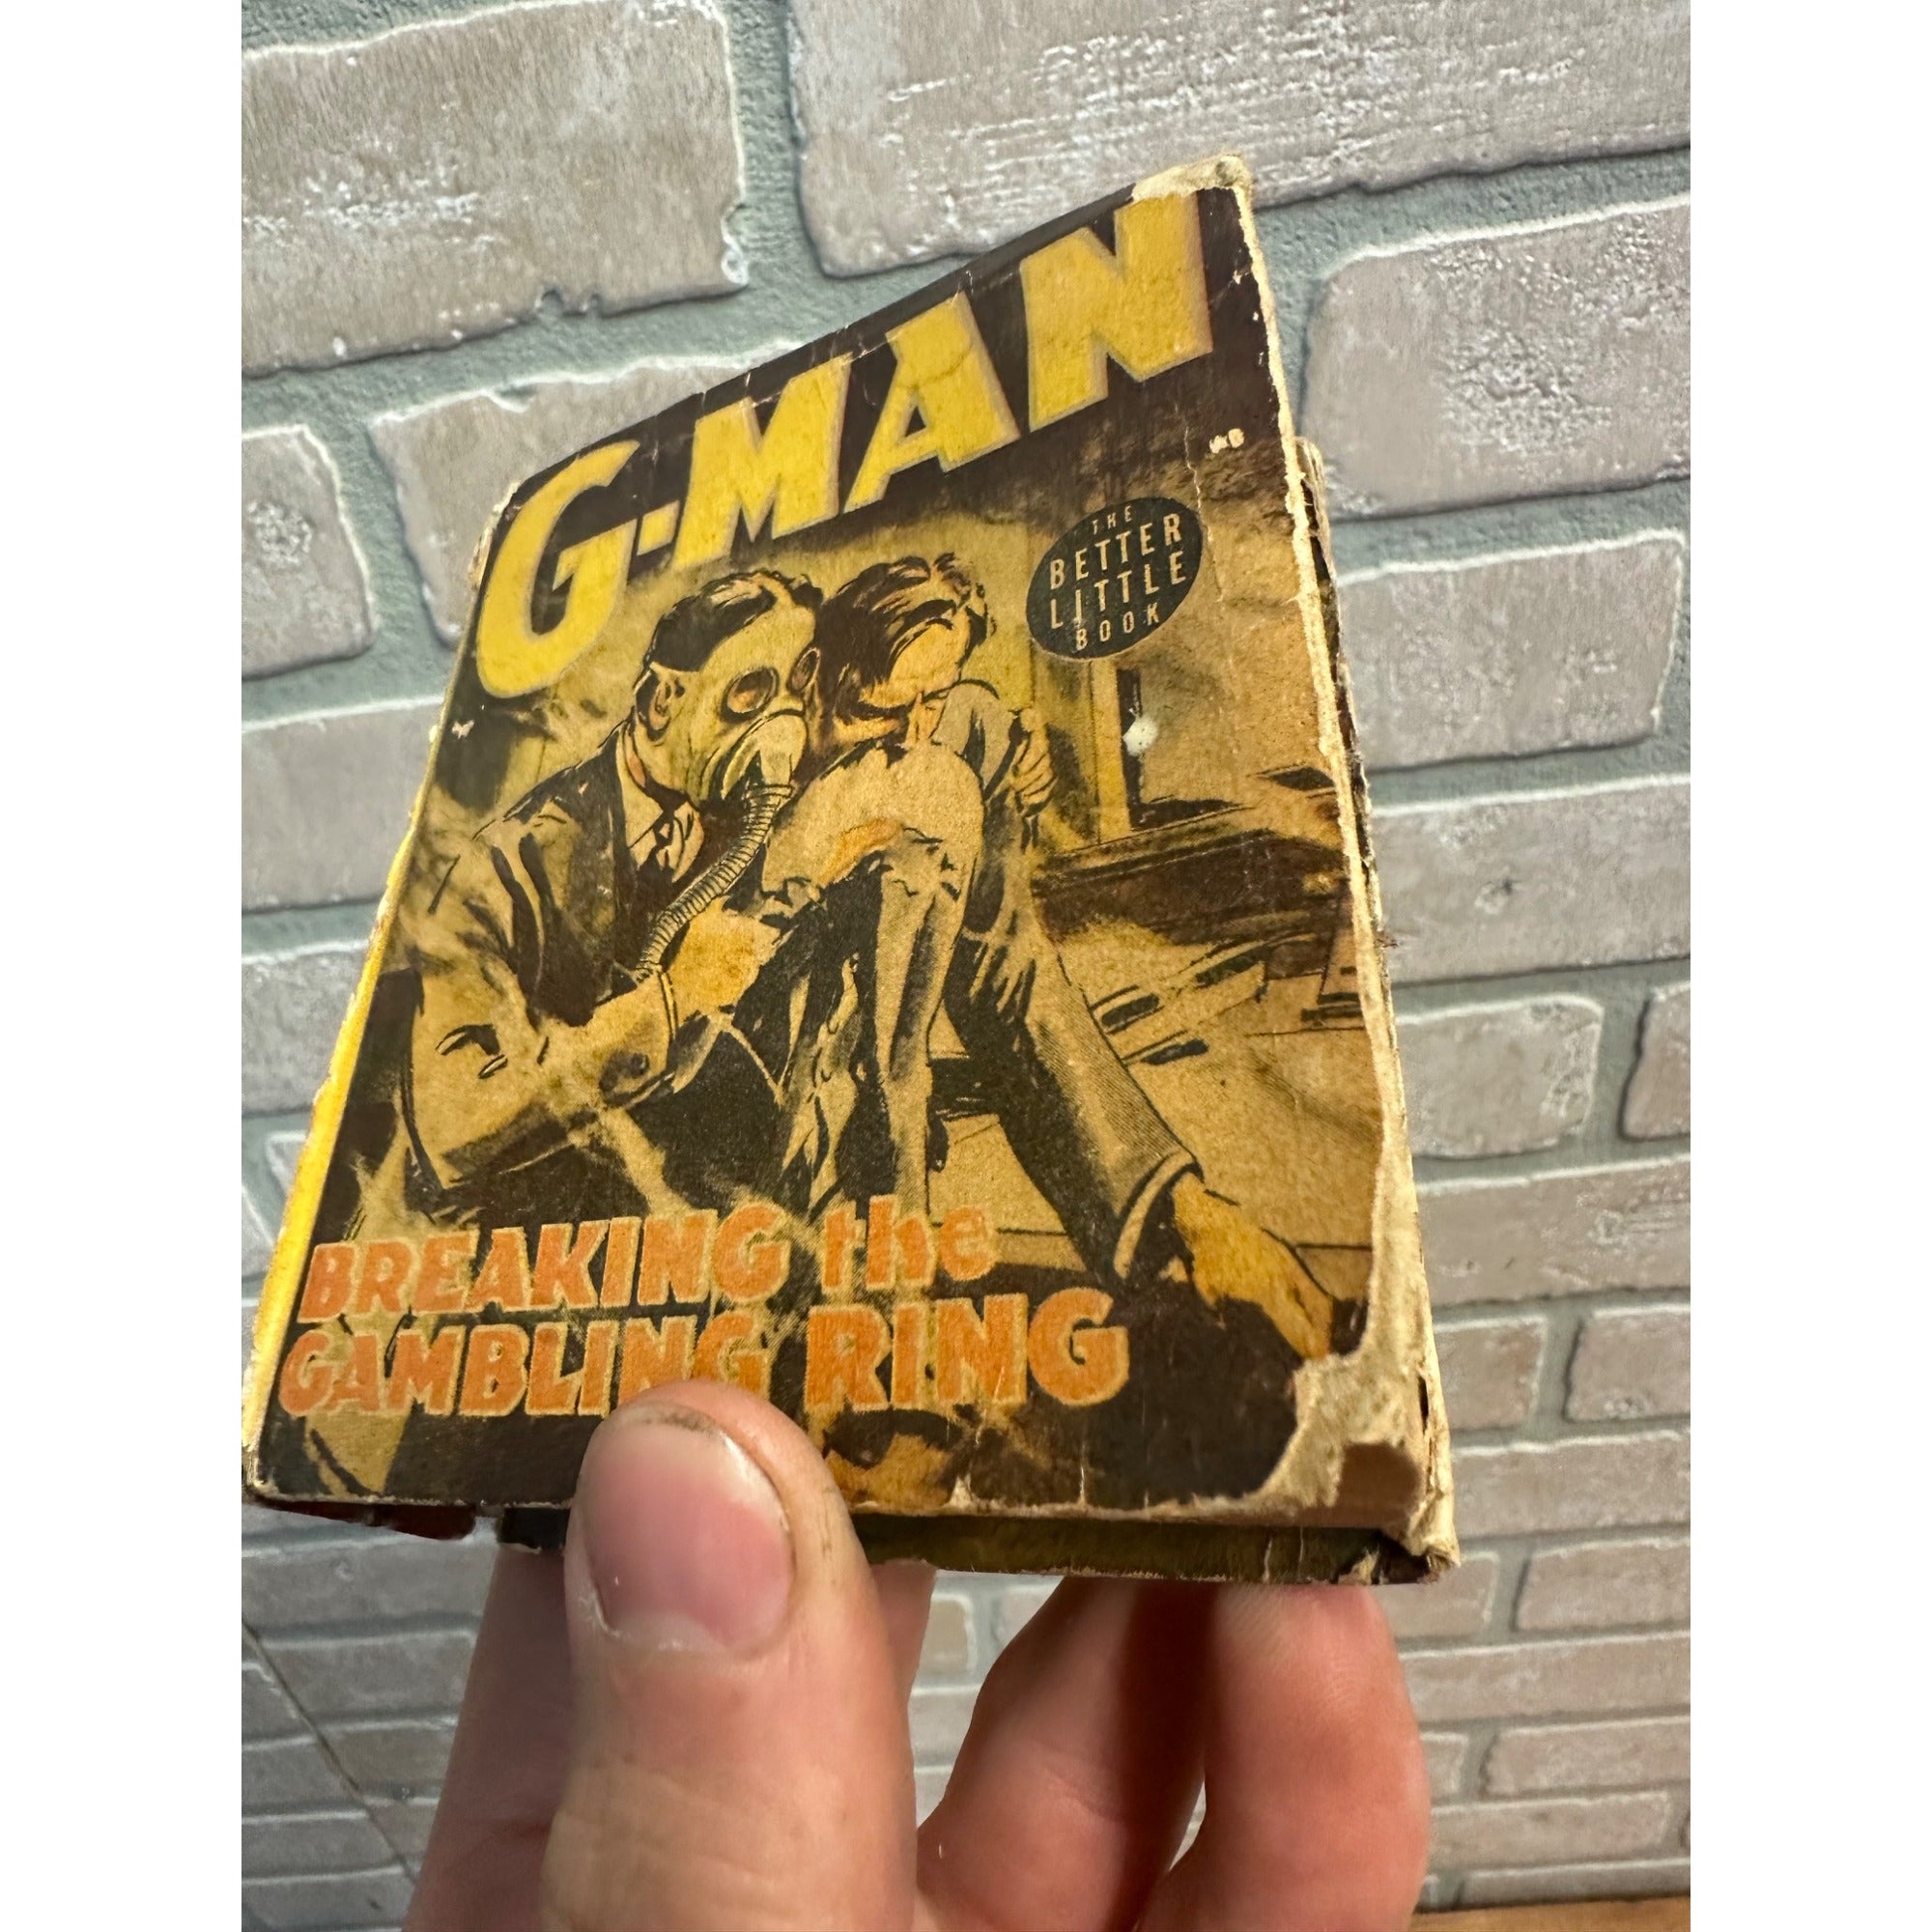 G-MAN
THE
BETTER
LITTLE
BOOK
BREAKING the
GAMBLING RING